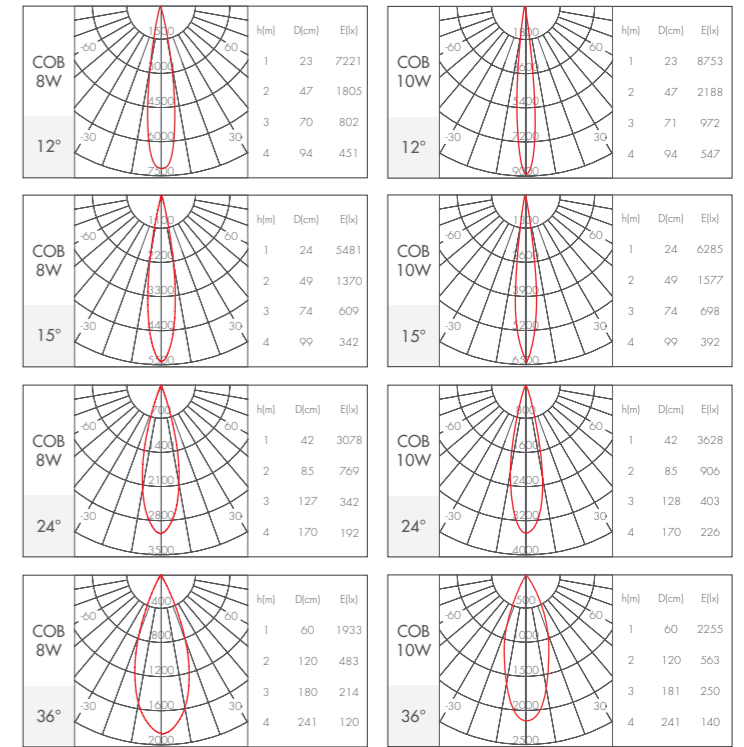 COB
8W
12°
1500
-60 60
3000
4500
-30 6000 30
7500
h(m) D(cm) E(lx)
1 23 7221
2 47 1805
3 70 802
4 94 451
COB
10W
12°
1800
-60 60
3600
5400
-30 7200 30
9000
h(m) D(cm) E(lx)
1 23 8753
2 47 2188
3 71 972
4 94 547
COB
8W
15°
1100
-60 60
2200
3300
-30 4400 30
5500
h(m) D(cm) E(lx)
24 5481
2 49 1370
3 74 609
4 99 342
COB
10W
15°
1300
-60 60
2600
3900
-30 5200 30
6500
h(m) D(cm) E(lx)
1 24 6285
2 49 1577
3 74 698
4 99 392
COB
8W
24°
700
-60 60
1400
2100
-30 2800 30
3500
h(m) D(cm) E(lx)
1 42 3078
2 85 769
3 127 342
4 170 192
COB
10W
24°
800
-60 60
1600
2400
-30 3200 30
4000
h(m) D(cm) E(lx)
1 42 3628
2 85 906
3 128 403
4 170 226
COB
8W
36°
400
-60 60
800
1200
-30 1600 30
2000
h(m) D(cm) E(lx)
1 60 1933
2 120 483
3 180 214
4 241 120
COB
10W
36°
500
-60 60
1000
1500
-30 2000 30
2500
h(m) D(cm) E(lx)
1 60 2255
2 120 563
3 181 250
4 241 140